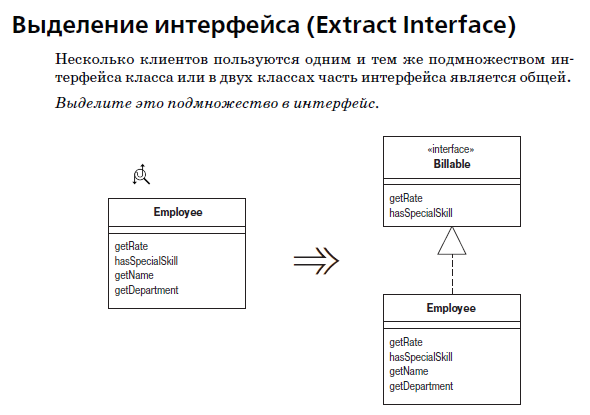 Выделение интерфейса (Extract Interface)
Несколько клиентов пользуются одним и тем же подмножеством ин-
терфейса класса или в двух классах часть интерфейса является общей.
Выделите это подмножество в интерфейс.
Employee
getRate
hasSpecialSkill
getName
getDepartment
«interface»
Billable
getRate
hasSpecialSkill
Employee
getRate
hasSpecialSkill
getName
getDepartment